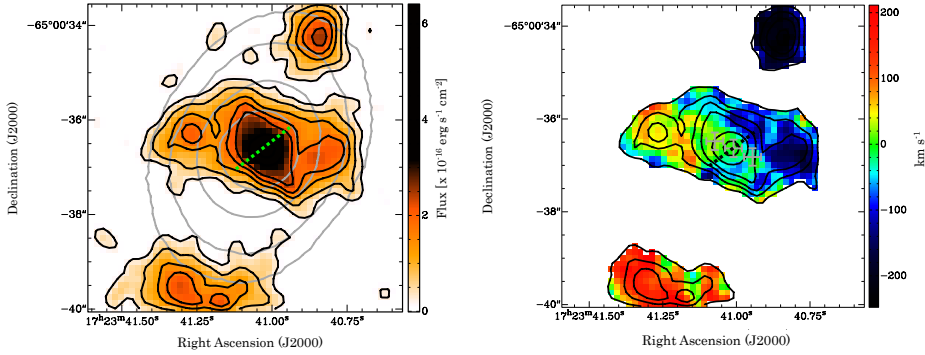 −65°00′34″
−36″
−38″
−40″
17ʰ23ᵐ41.50ˢ
41.25ˢ
41.00ˢ
40.75ˢ
Right Ascension (J2000)
Declination (J2000)
6
4
2
0
Flux [x 10⁻¹⁶ erg s⁻¹ cm⁻²]
−65°00′34″
−36″
−38″
−40″
17ʰ23ᵐ41.50ˢ
41.25ˢ
41.00ˢ
40.75ˢ
Right Ascension (J2000)
Declination (J2000)
200
100
0
−100
−200
km s⁻¹